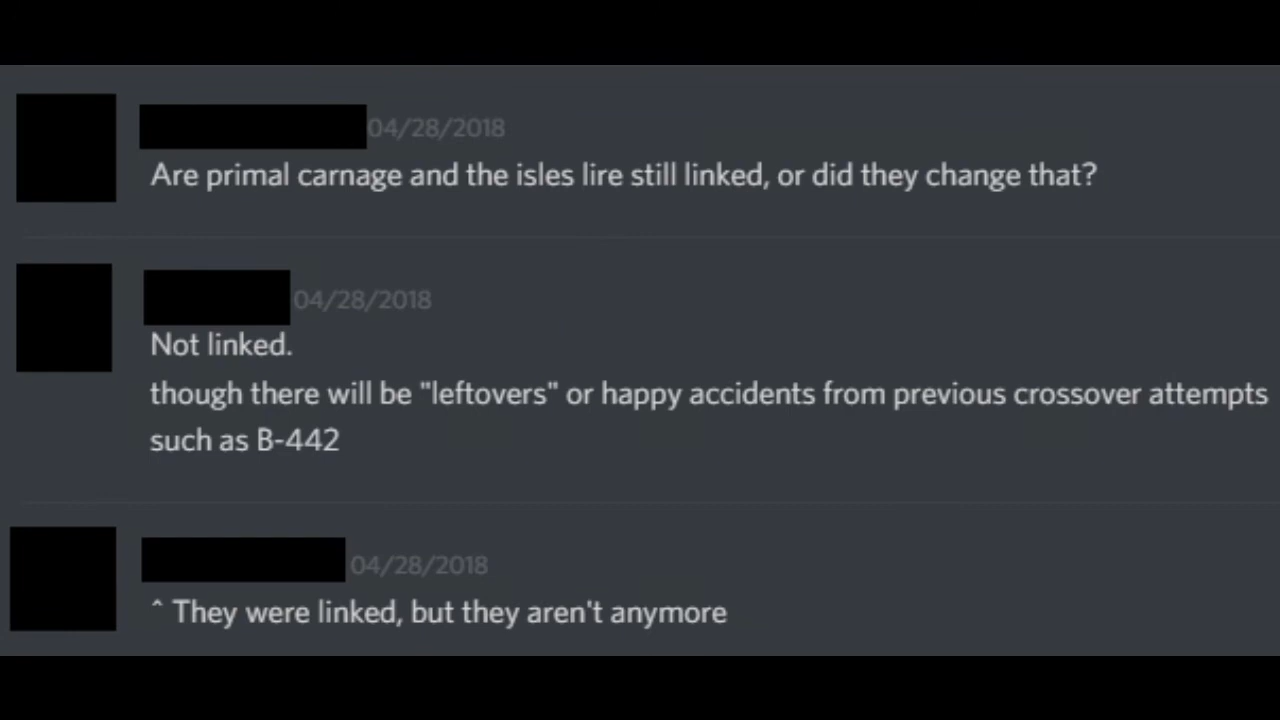 04/28/2018
Are primal carnage and the isles lire still linked, or did they change that?
04/28/2018
Not linked.
though there will be "leftovers" or happy accidents from previous crossover attempts
such as B-442
04/28/2018
^ They were linked, but they aren't anymore